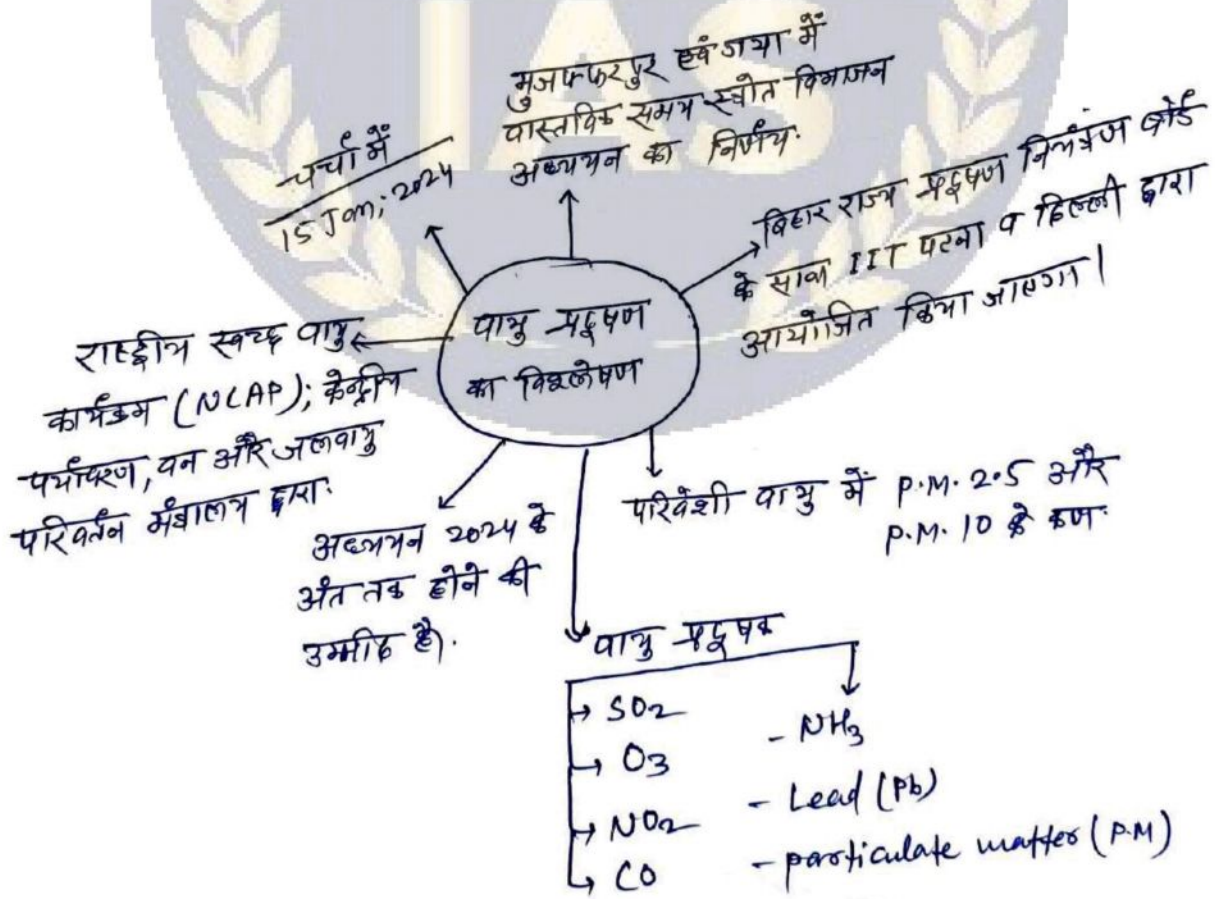 IAS
मुजफ्फरपुर एवं गया में
वास्तविक समय स्त्रोत विभाजन
अध्ययन का निर्णय.
चर्चा में
15 Jan; 2024
बिहार राज्य प्रदूषण नियंत्रण बोर्ड
के साथ IIT पटना व दिल्ली द्वारा
आयोजित किया जाएगा।
वायु प्रदूषण
का विश्लेषण
राष्ट्रीय स्वच्छ वायु
कार्यक्रम (NCAP); केन्द्रीय
पर्यावरण, वन और जलवायु
परिवर्तन मंत्रालय द्वारा.
परिवेशी वायु में P.M. 2.5 और
P.M. 10 के कण.
अध्ययन 2024 के
अंत तक होने की
उम्मीद है.
वायु प्रदूषक
SO2
- NH3
O3
- Lead (Pb)
NO2
- particulate matter (P.M)
CO